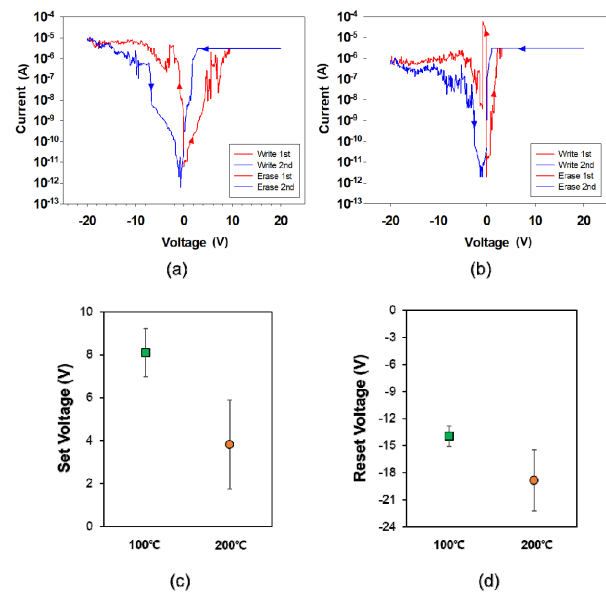 10⁻⁴
10⁻⁵
10⁻⁶
10⁻⁷
10⁻⁸
10⁻⁹
10⁻¹⁰
10⁻¹¹
10⁻¹²
10⁻¹³
Current (A)
Write 1st
Write 2nd
Erase 1st
Erase 2nd
-20 -10 0 10 20
Voltage (V)
(a)
10⁻⁴
10⁻⁵
10⁻⁶
10⁻⁷
10⁻⁸
10⁻⁹
10⁻¹⁰
10⁻¹¹
10⁻¹²
10⁻¹³
Current (A)
Write 1st
Write 2nd
Erase 1st
Erase 2nd
-20 -10 0 10 20
Voltage (V)
(b)
10
8
6
4
2
0
Set Voltage (V)
100℃ 200℃
(c)
0
-3
-6
-9
-12
-15
-18
-21
-24
Reset Voltage (V)
100℃ 200℃
(d)